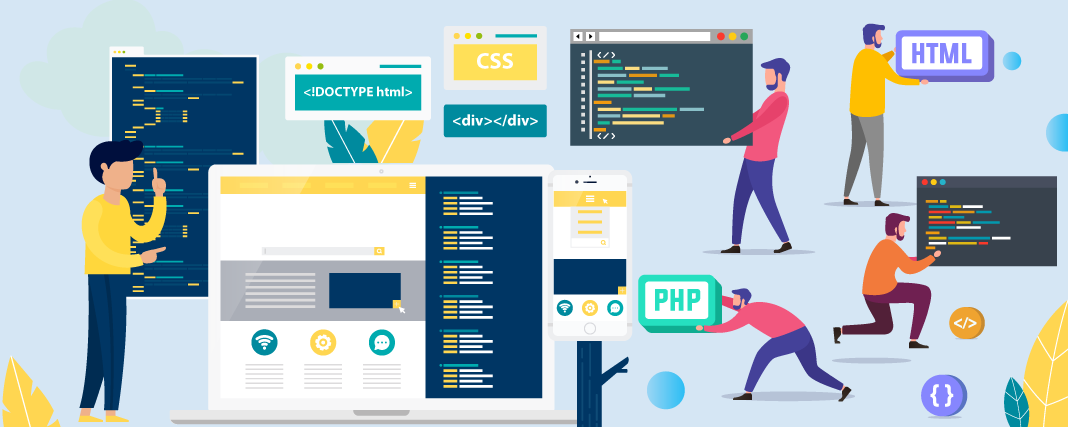 <!DOCTYPE html>
CSS
<div></div>
</>
</>
HTML
PHP
</>
{}